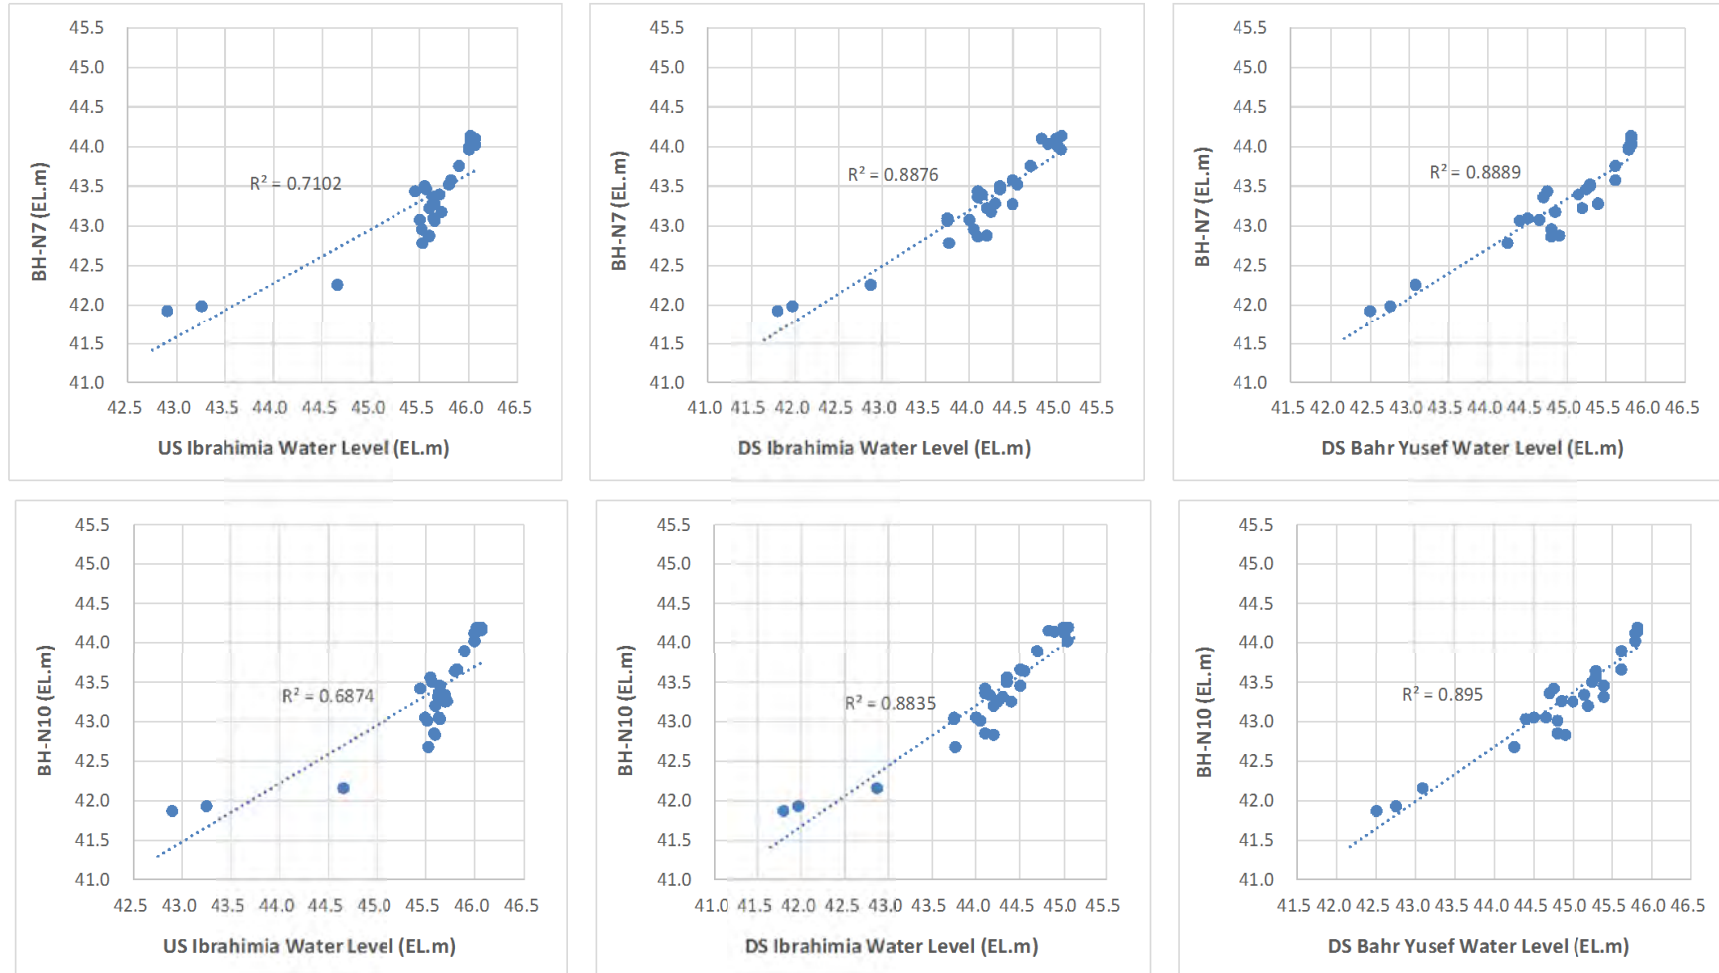 45.5
45.0
44.5
44.0
43.5
43.0
42.5
42.0
41.5
41.0
BH-N7 (EL.m)
R² = 0.7102
42.5 43.0 43.5 44.0 44.5 45.0 45.5 46.0 46.5
US Ibrahimia Water Level (EL.m)
45.5
45.0
44.5
44.0
43.5
43.0
42.5
42.0
41.5
41.0
BH-N7 (EL.m)
R² = 0.8876
41.0 41.5 42.0 42.5 43.0 43.5 44.0 44.5 45.0 45.5
DS Ibrahimia Water Level (EL.m)
45.5
45.0
44.5
44.0
43.5
43.0
42.5
42.0
41.5
41.0
BH-N7 (EL.m)
R² = 0.8889
41.5 42.0 42.5 43.0 43.5 44.0 44.5 45.0 45.5 46.0 46.5
DS Bahr Yusef Water Level (EL.m)
45.5
45.0
44.5
44.0
43.5
43.0
42.5
42.0
41.5
41.0
BH-N10 (EL.m)
R² = 0.6874
42.5 43.0 43.5 44.0 44.5 45.0 45.5 46.0 46.5
US Ibrahimia Water Level (EL.m)
45.5
45.0
44.5
44.0
43.5
43.0
42.5
42.0
41.5
41.0
BH-N10 (EL.m)
R² = 0.8835
41.0 41.5 42.0 42.5 43.0 43.5 44.0 44.5 45.0 45.5
DS Ibrahimia Water Level (EL.m)
45.5
45.0
44.5
44.0
43.5
43.0
42.5
42.0
41.5
41.0
BH-N10 (EL.m)
R² = 0.895
41.5 42.0 42.5 43.0 43.5 44.0 44.5 45.0 45.5 46.0 46.5
DS Bahr Yusef Water Level (EL.m)